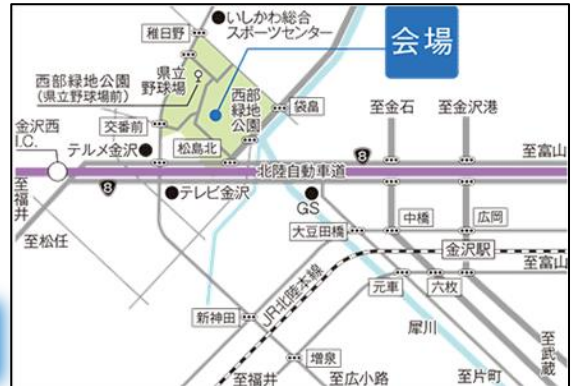 いしかわ総合
スポーツセンター
稚日野
会場
県立
野球場
西部緑地公園
(県立野球場前)
西部
緑地
公園
袋畠
至金石
至金沢港
金沢西
I.C.
交番前
テルメ金沢
松島北
8
至富山
北陸自動車道
8
至福井
テレビ金沢
GS
中橋
広岡
大豆田橋
金沢駅
至松任
至富山
JR北陸本線
元車
六枚
新神田
犀川
至武蔵
増泉
至福井
至広小路
至片町